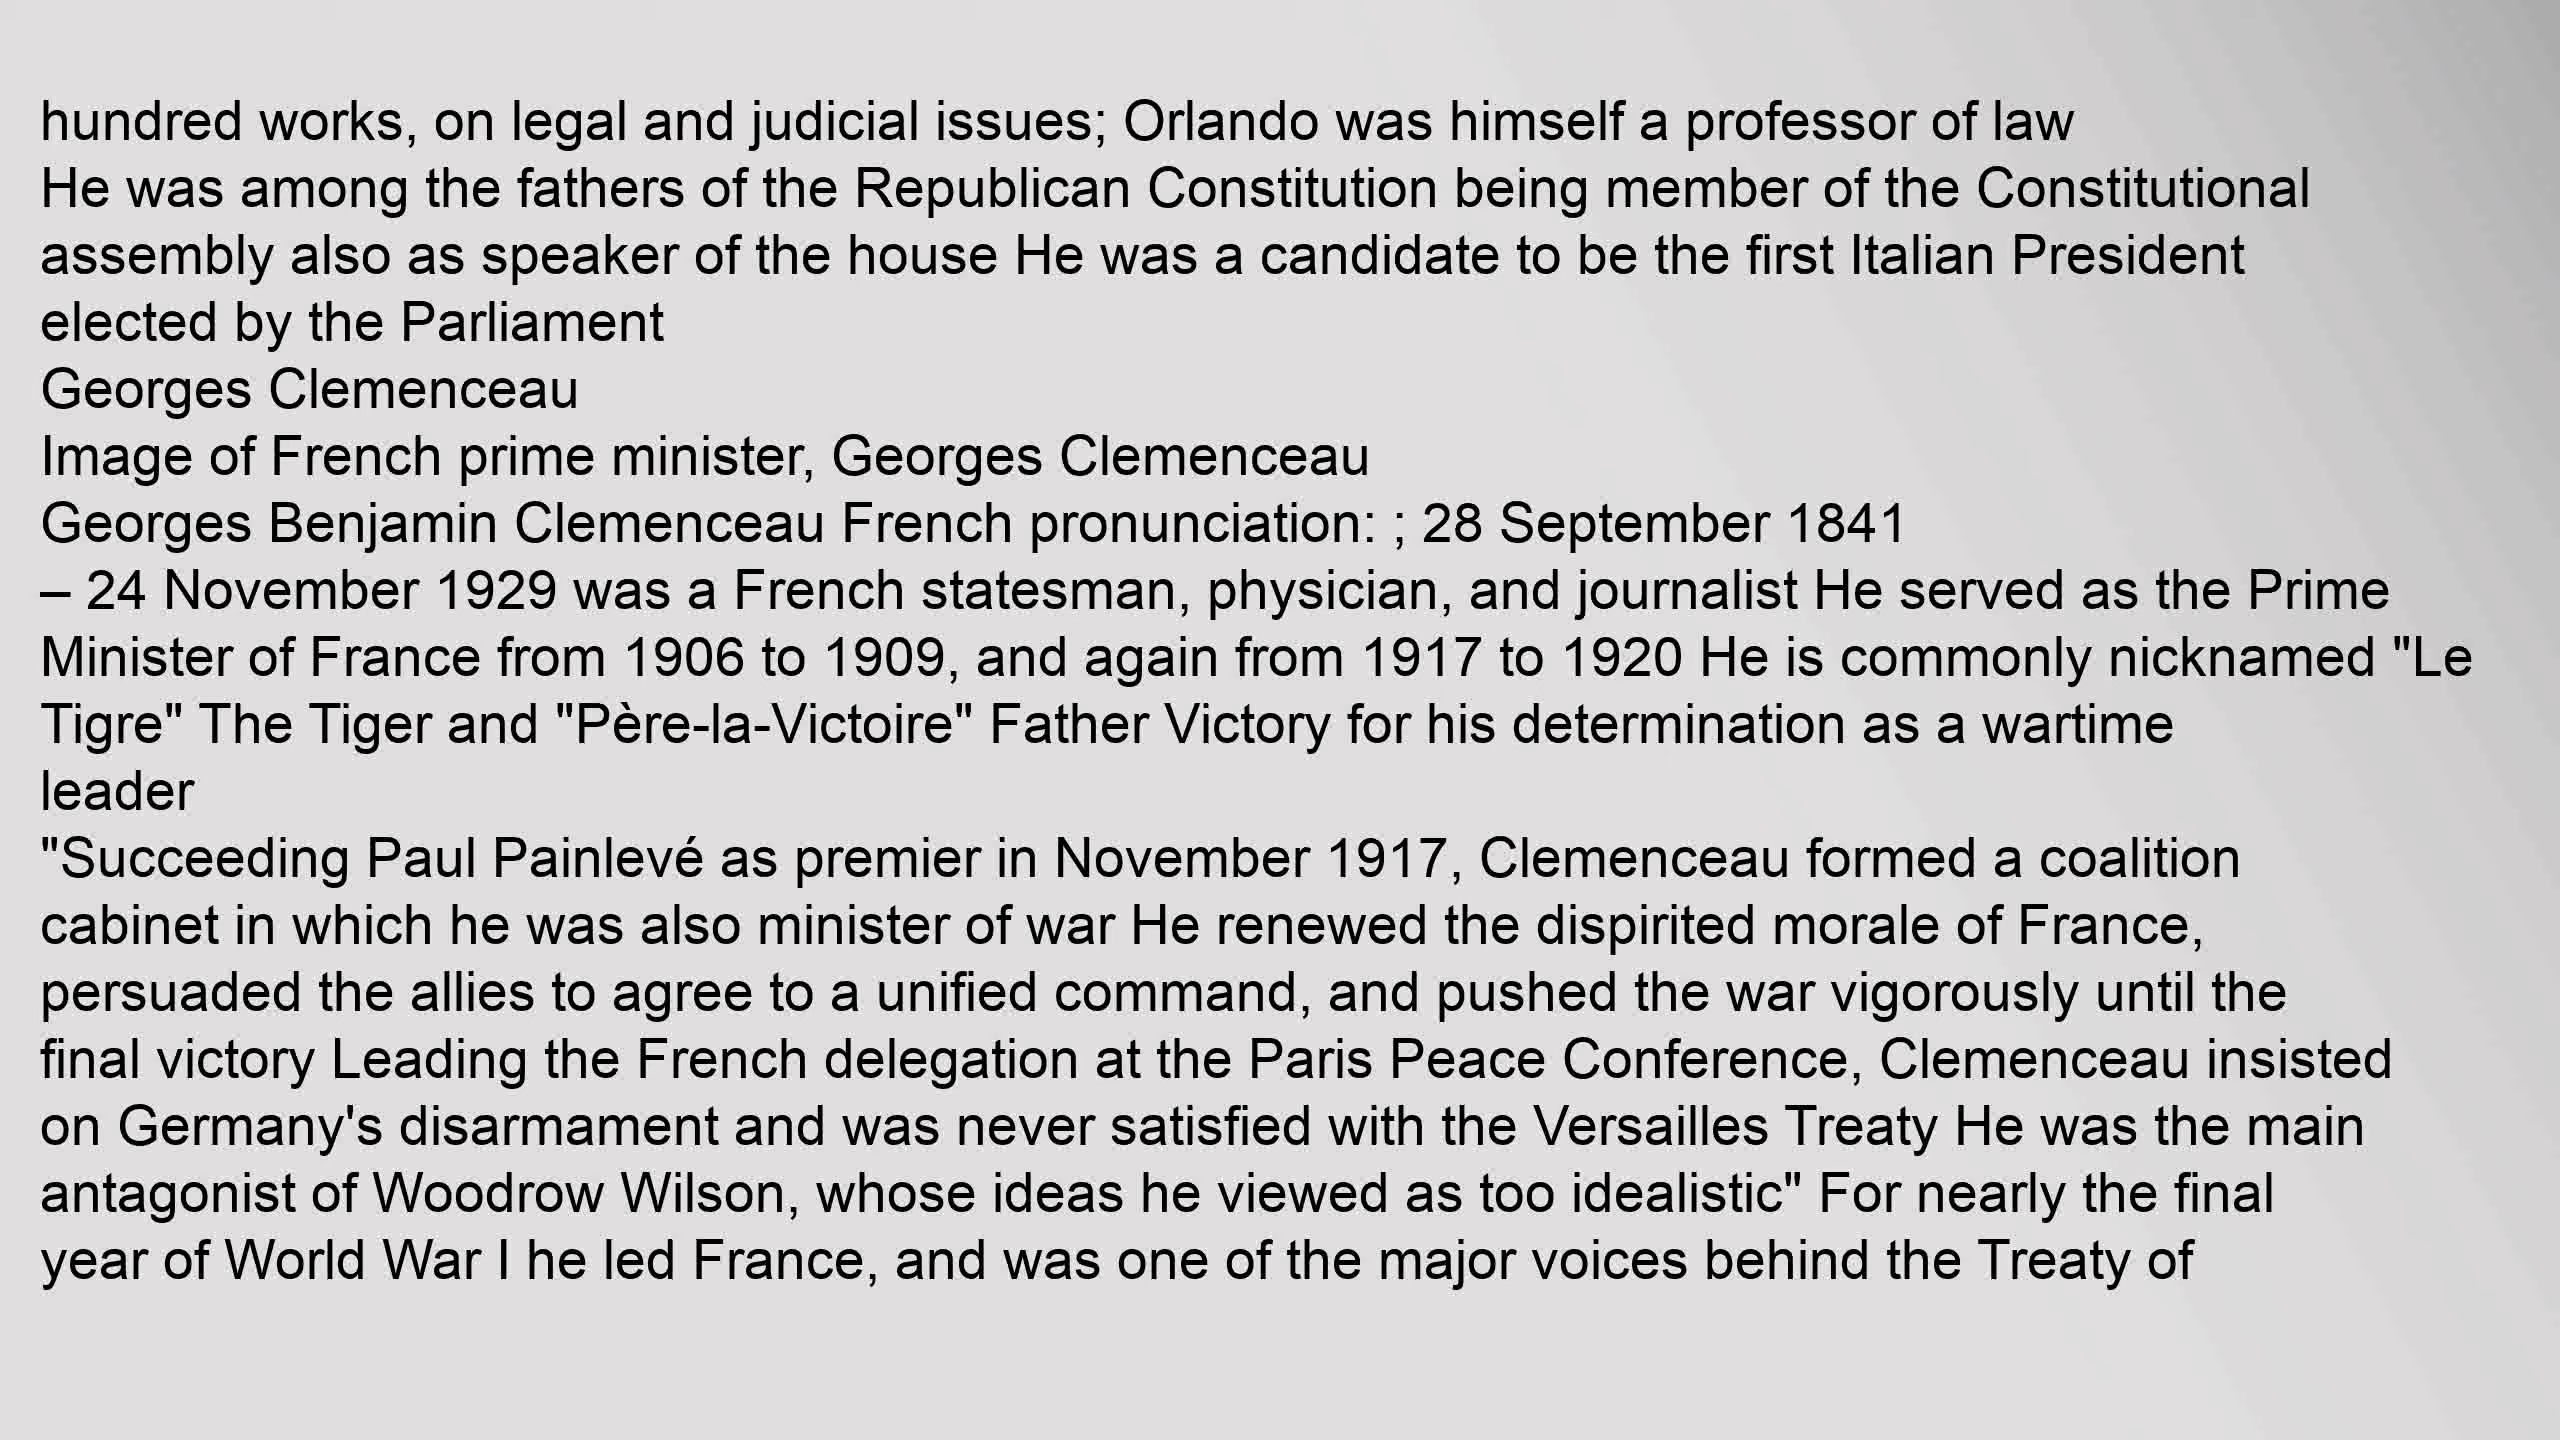 hundred works, on legal and judicial issues; Orlando was himself a professor of law
He was among the fathers of the Republican Constitution being member of the Constitutional
assembly also as speaker of the house He was a candidate to be the first Italian President
elected by the Parliament
Georges Clemenceau
Image of French prime minister, Georges Clemenceau
Georges Benjamin Clemenceau French pronunciation: ; 28 September 1841
– 24 November 1929 was a French statesman, physician, and journalist He served as the Prime
Minister of France from 1906 to 1909, and again from 1917 to 1920 He is commonly nicknamed "Le
Tigre" The Tiger and "Père-la-Victoire" Father Victory for his determination as a wartime
leader
"Succeeding Paul Painlevé as premier in November 1917, Clemenceau formed a coalition
cabinet in which he was also minister of war He renewed the dispirited morale of France,
persuaded the allies to agree to a unified command, and pushed the war vigorously until the
final victory Leading the French delegation at the Paris Peace Conference, Clemenceau insisted
on Germany's disarmament and was never satisfied with the Versailles Treaty He was the main
antagonist of Woodrow Wilson, whose ideas he viewed as too idealistic" For nearly the final
year of World War I he led France, and was one of the major voices behind the Treaty of